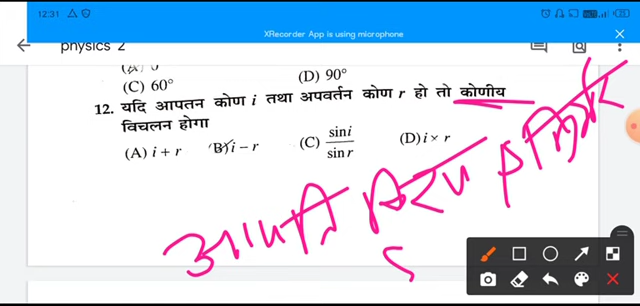 12:31
XRecorder App is using microphone
physics 2
(C) 60° (D) 90°
12. यदि आपतन कोण i तथा अपवर्तन कोण r हो तो कोणीय
विचलन होगा
(A) i + r (B) i − r (C) sin i / sin r (D) i × r